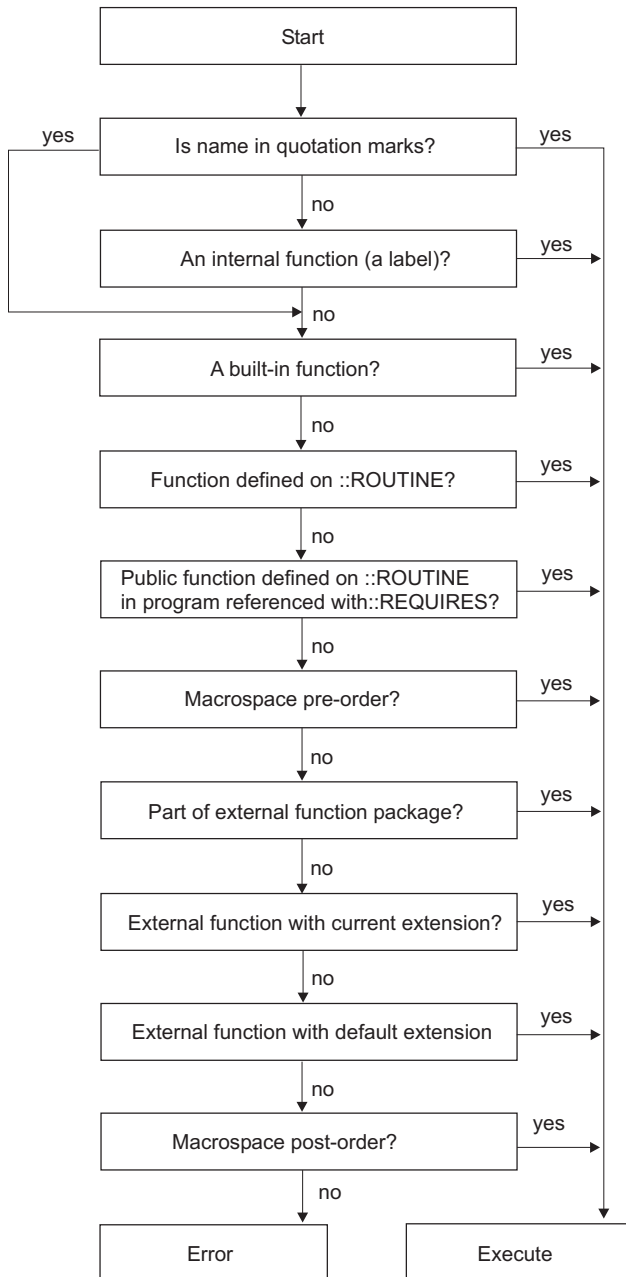 Start
yes
Is name in quotation marks?
yes
no
An internal function (a label)?
yes
no
A built-in function?
yes
no
Function defined on ::ROUTINE?
yes
no
Public function defined on ::ROUTINE
in program referenced with::REQUIRES?
yes
no
Macrospace pre-order?
yes
no
Part of external function package?
yes
no
External function with current extension?
yes
no
External function with default extension
yes
no
Macrospace post-order?
yes
no
Error
Execute